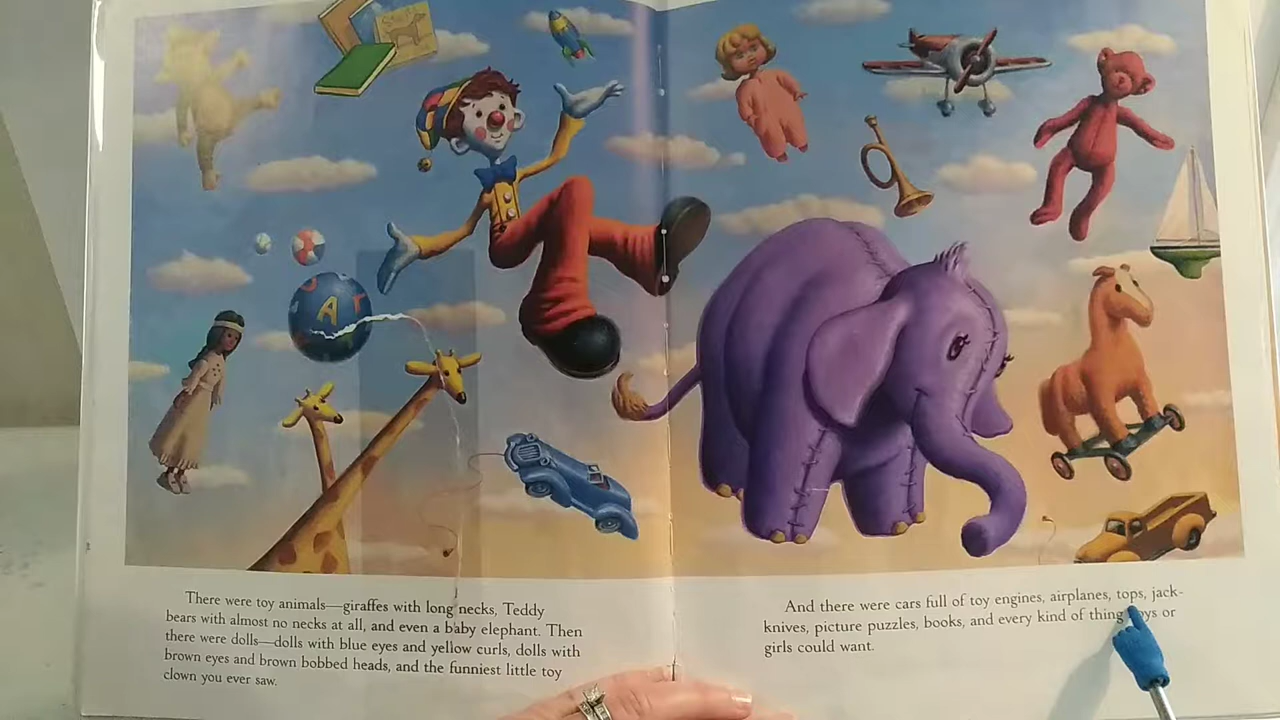 A
There were toy animals—giraffes with long necks, Teddy
bears with almost no necks at all, and even a baby elephant. Then
there were dolls—dolls with blue eyes and yellow curls, dolls with
brown eyes and brown bobbed heads, and the funniest little toy
clown you ever saw.
And there were cars full of toy engines, airplanes, tops, jack-
knives, picture puzzles, books, and every kind of thing or
girls could want.